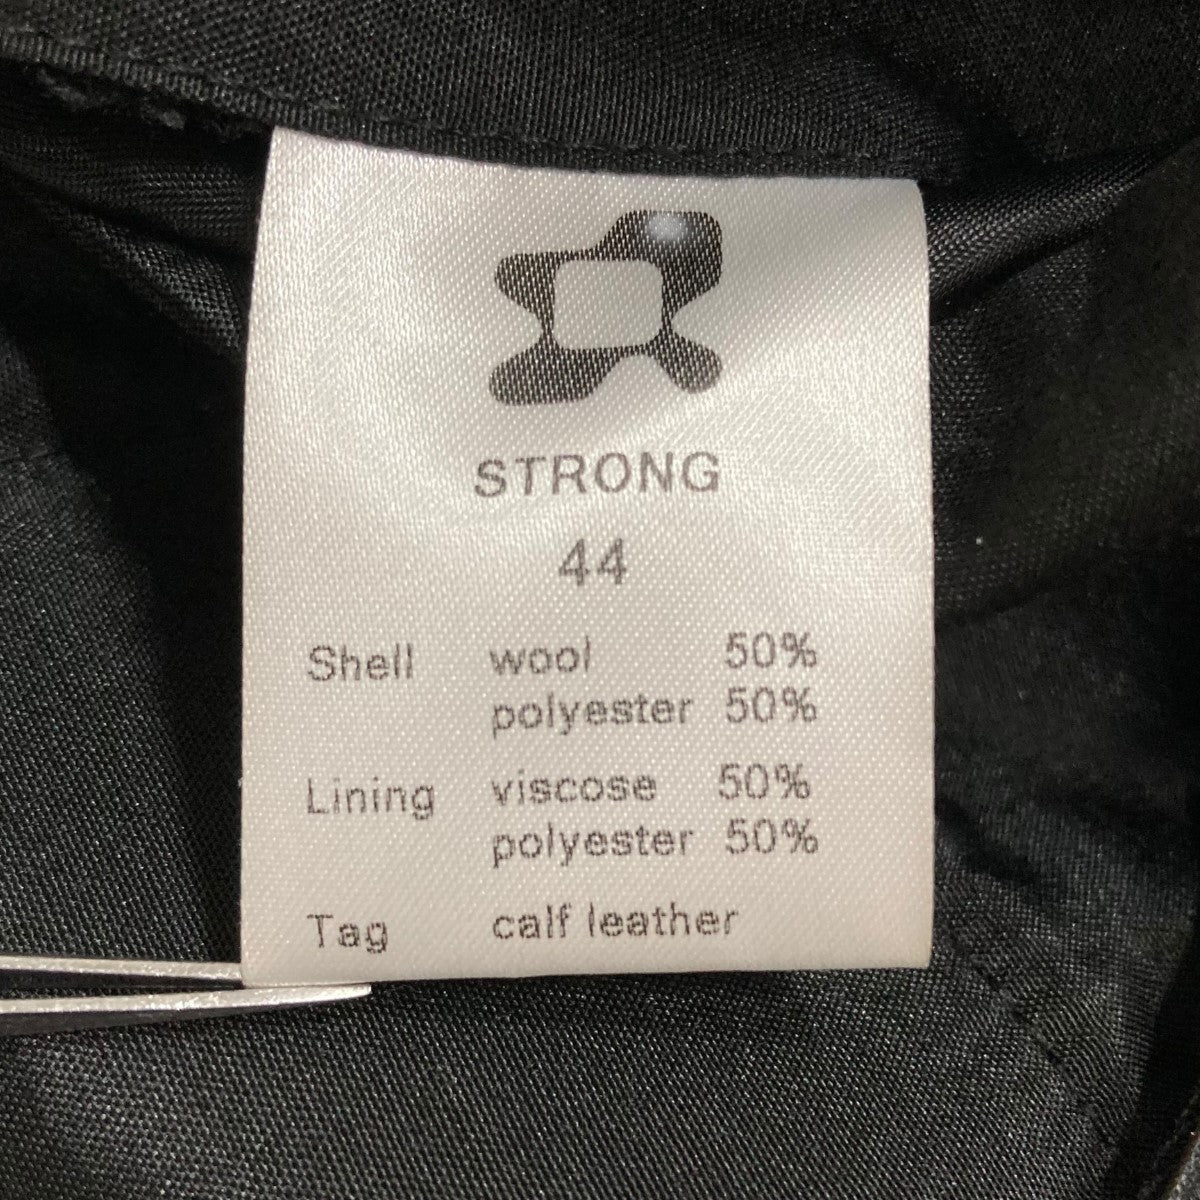 STRONG
44
Shell wool 50%
polyester 50%
Lining viscose 50%
polyester 50%
Tag calf leather